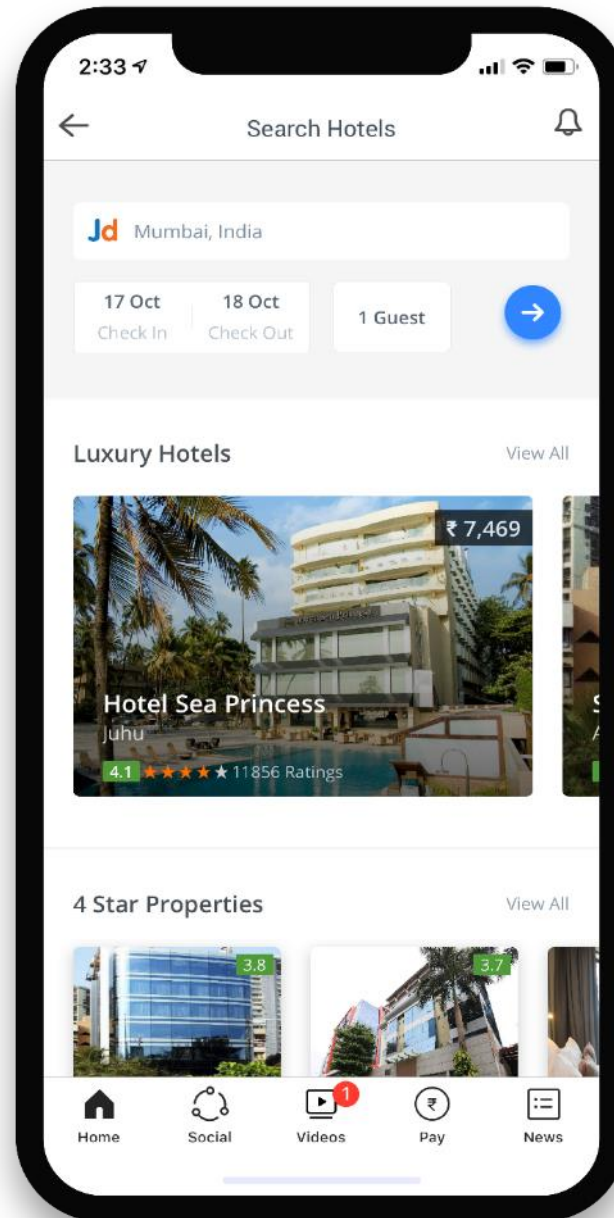 2:33
Search Hotels
Jd Mumbai, India
17 Oct 18 Oct 1 Guest
Check In Check Out
Luxury Hotels View All
₹ 7,469
Hotel Sea Princess
Juhu
4.1 11856 Ratings
4 Star Properties View All
3.8 3.7
1
Home Social Videos Pay News